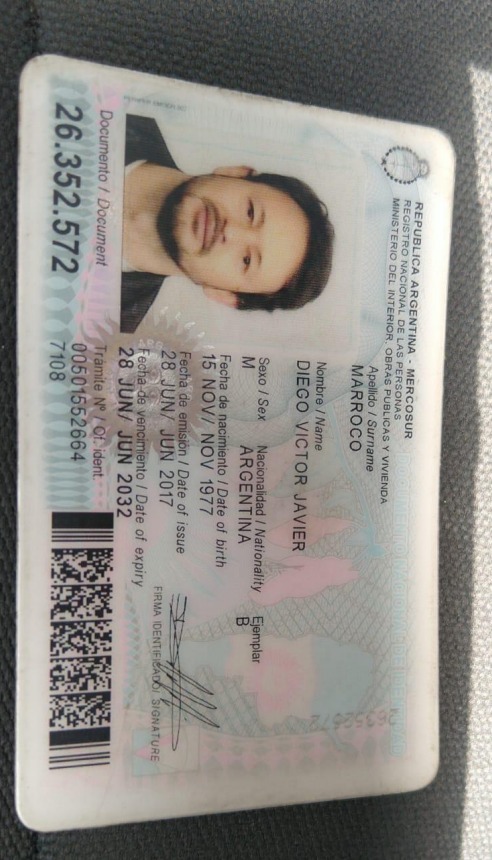 REPUBLICA ARGENTINA - MERCOSUR
REGISTRO NACIONAL DE LAS PERSONAS
MINISTERIO DEL INTERIOR, OBRAS PUBLICAS Y VIVIENDA
Apellido / Surname
MARROCO
Nombre / Name
DIEGO VICTOR JAVIER
Sexo / Sex Nacionalidad / Nationality Ejemplar
M ARGENTINA B
Fecha de nacimiento / Date of birth
15 NOV/ NOV 1977
Fecha de emisión / Date of issue
28 JUN/ JUN 2017
Fecha de vencimiento / Date of expiry
28 JUN/ JUN 2032
FIRMA IDENTIFICADO/ SIGNATURE
Documento / Document
26.352.572
Trámite Nº / Of. ident.
00501552664
7108
26352572